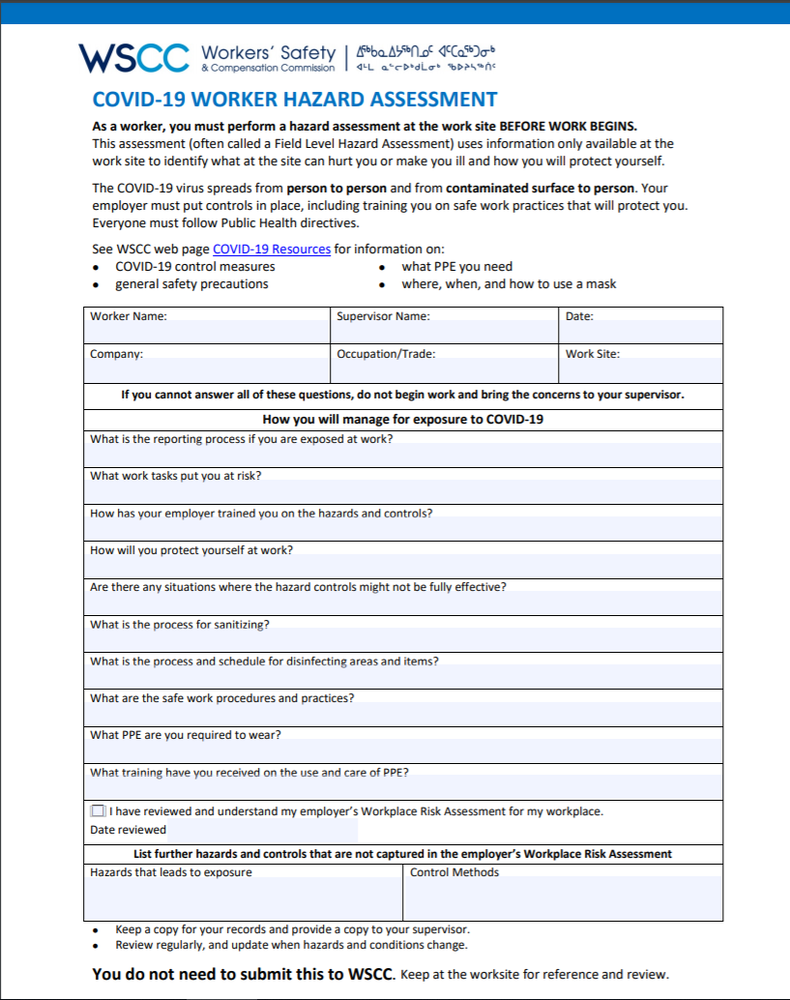 WSCC
Workers' Safety
& Compensation Commission
COVID-19 WORKER HAZARD ASSESSMENT
As a worker, you must perform a hazard assessment at the work site BEFORE WORK BEGINS.
This assessment (often called a Field Level Hazard Assessment) uses information only available at the
work site to identify what at the site can hurt you or make you ill and how you will protect yourself.
The COVID-19 virus spreads from person to person and from contaminated surface to person. Your
employer must put controls in place, including training you on safe work practices that will protect you.
Everyone must follow Public Health directives.
See WSCC web page COVID-19 Resources for information on:
• COVID-19 control measures • what PPE you need
• general safety precautions • where, when, and how to use a mask
Worker Name: Supervisor Name: Date:
Company: Occupation/Trade: Work Site:
If you cannot answer all of these questions, do not begin work and bring the concerns to your supervisor.
How you will manage for exposure to COVID-19
What is the reporting process if you are exposed at work?
What work tasks put you at risk?
How has your employer trained you on the hazards and controls?
How will you protect yourself at work?
Are there any situations where the hazard controls might not be fully effective?
What is the process for sanitizing?
What is the process and schedule for disinfecting areas and items?
What are the safe work procedures and practices?
What PPE are you required to wear?
What training have you received on the use and care of PPE?
I have reviewed and understand my employer's Workplace Risk Assessment for my workplace.
Date reviewed
List further hazards and controls that are not captured in the employer's Workplace Risk Assessment
Hazards that leads to exposure Control Methods
• Keep a copy for your records and provide a copy to your supervisor.
• Review regularly, and update when hazards and conditions change.
You do not need to submit this to WSCC. Keep at the worksite for reference and review.